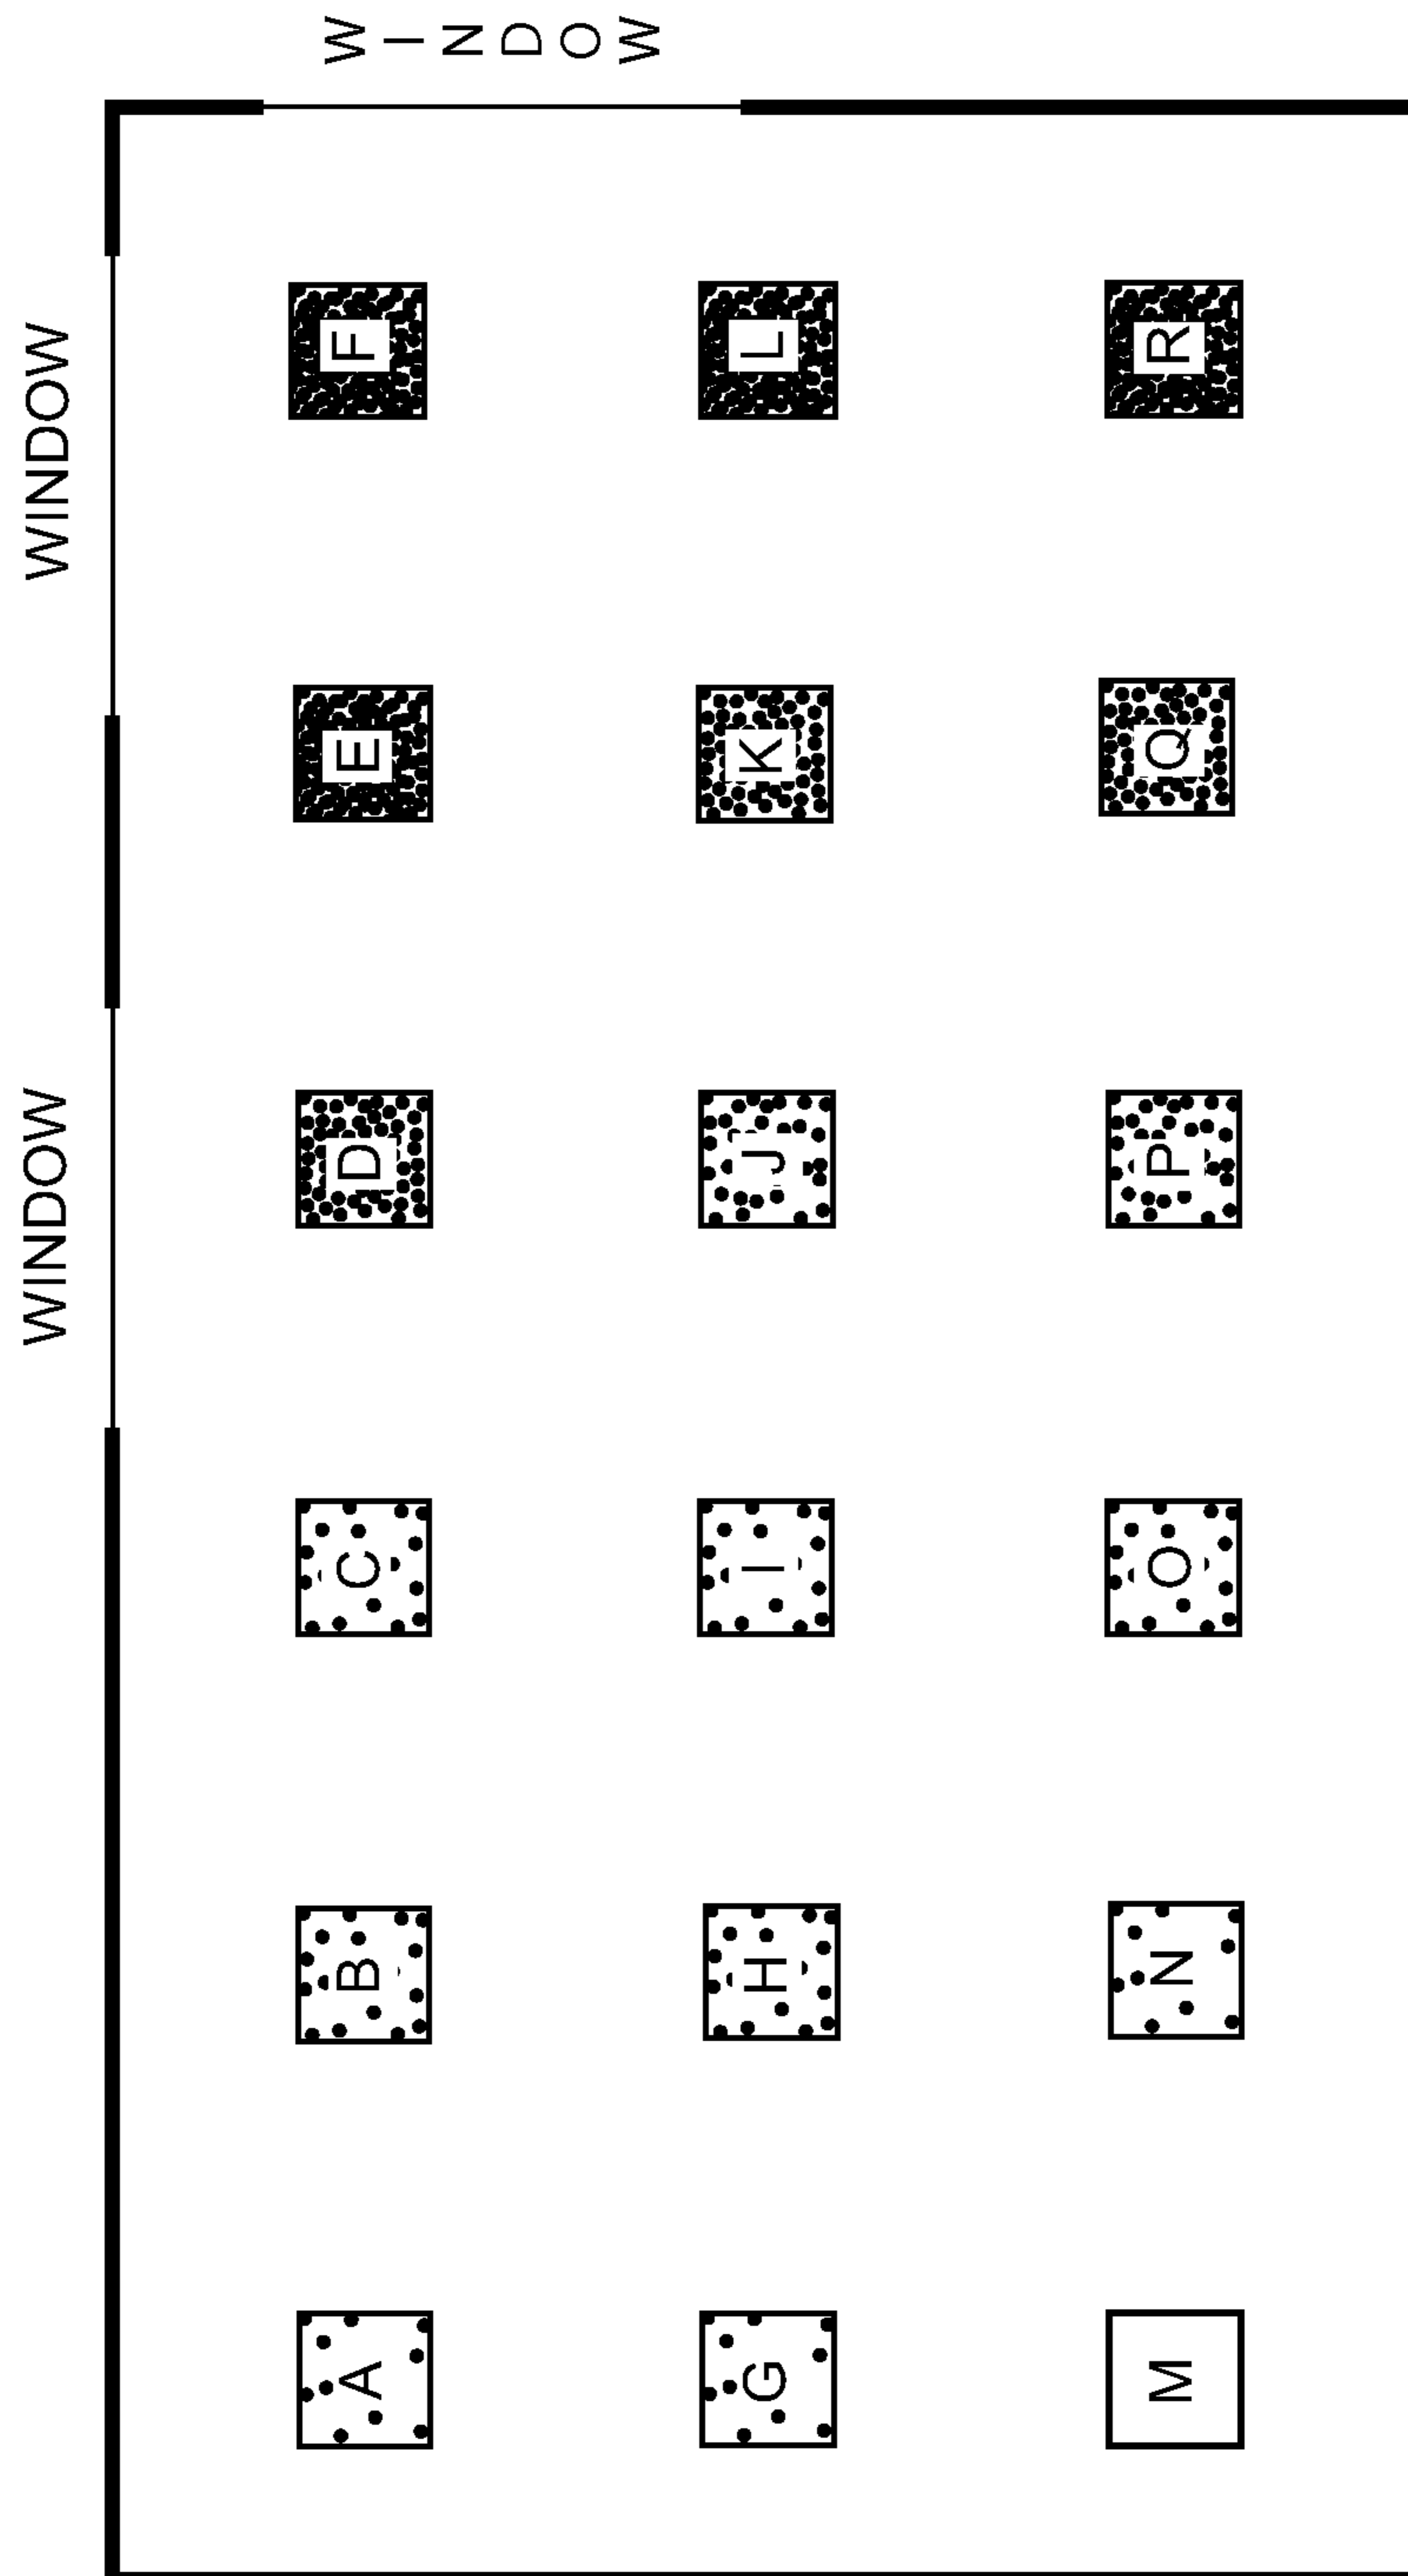 WINDOW
WINDOW
WINDOW
A B C D E F
G H I J K L
M N O P Q R